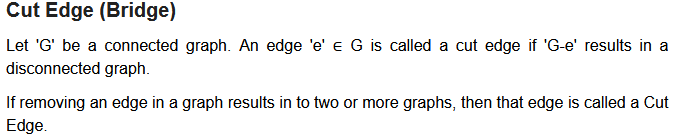 Cut Edge (Bridge)
Let 'G' be a connected graph. An edge 'e' ∈ G is called a cut edge if 'G-e' results in a
disconnected graph.
If removing an edge in a graph results in to two or more graphs, then that edge is called a Cut
Edge.